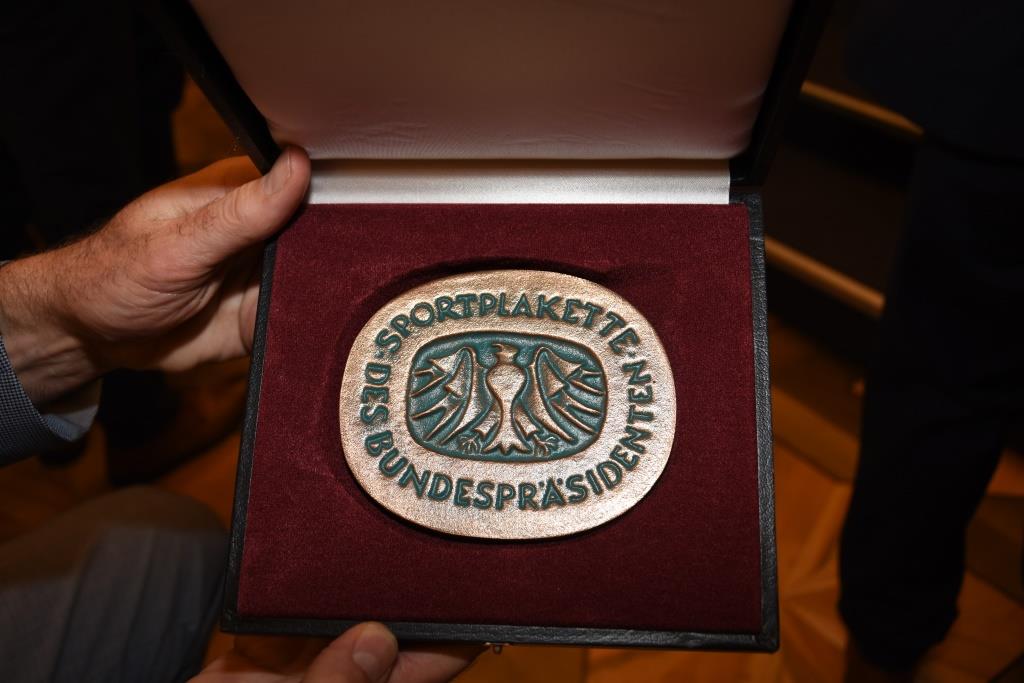 SPORTPLAKETTE
DES BUNDESPRÄSIDENTEN